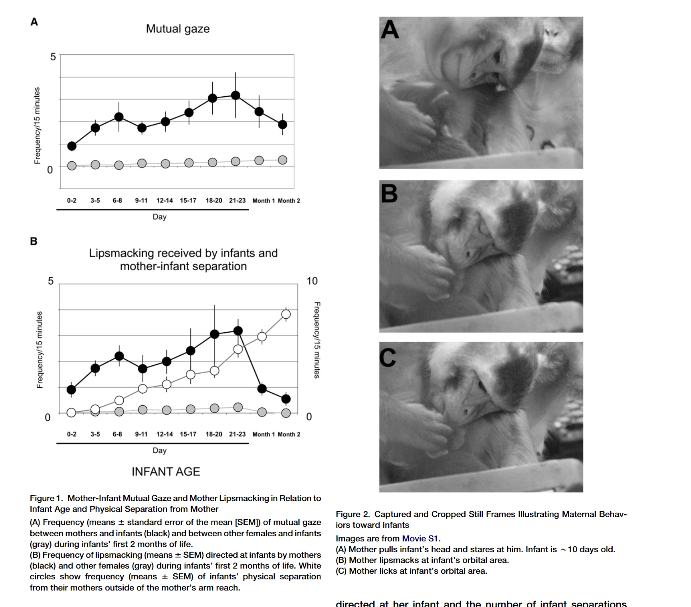 A
Mutual gaze
5
Frequency/15 minutes
0
0-2 3-5 6-8 9-11 12-14 15-17 18-20 21-23 Month 1 Month 2
Day
B
Lipsmacking received by infants and
mother-infant separation
5
10
Frequency/15 minutes
Frequency/15 minutes
0
0
0-2 3-5 6-8 9-11 12-14 15-17 18-20 21-23 Month 1 Month 2
Day
INFANT AGE
Figure 1. Mother-Infant Mutual Gaze and Mother Lipsmacking in Relation to
Infant Age and Physical Separation from Mother
(A) Frequency (means ± standard error of the mean [SEM]) of mutual gaze
between mothers and infants (black) and between other females and infants
(gray) during infants' first 2 months of life.
(B) Frequency of lipsmacking (means ± SEM) directed at infants by mothers
(black) and other females (gray) during infants' first 2 months of life. White
circles show frequency (means ± SEM) of infants' physical separation
from their mothers outside of the mother's arm reach.
A
B
C
Figure 2. Captured and Cropped Still Frames Illustrating Maternal Behav-
iors toward Infants
Images are from Movie S1.
(A) Mother pulls infant's head and stares at him. Infant is ~10 days old.
(B) Mother lipsmacks at infant's orbital area.
(C) Mother licks at infant's orbital area.
directed at her infant and the number of infant separations